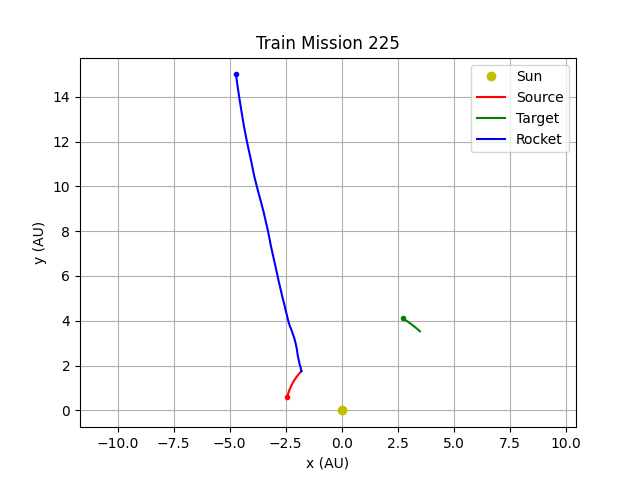 Train Mission 225
Sun
Source
Target
Rocket
14
12
10
8
6
4
2
0
y (AU)
−10.0 −7.5 −5.0 −2.5 0.0 2.5 5.0 7.5 10.0
x (AU)